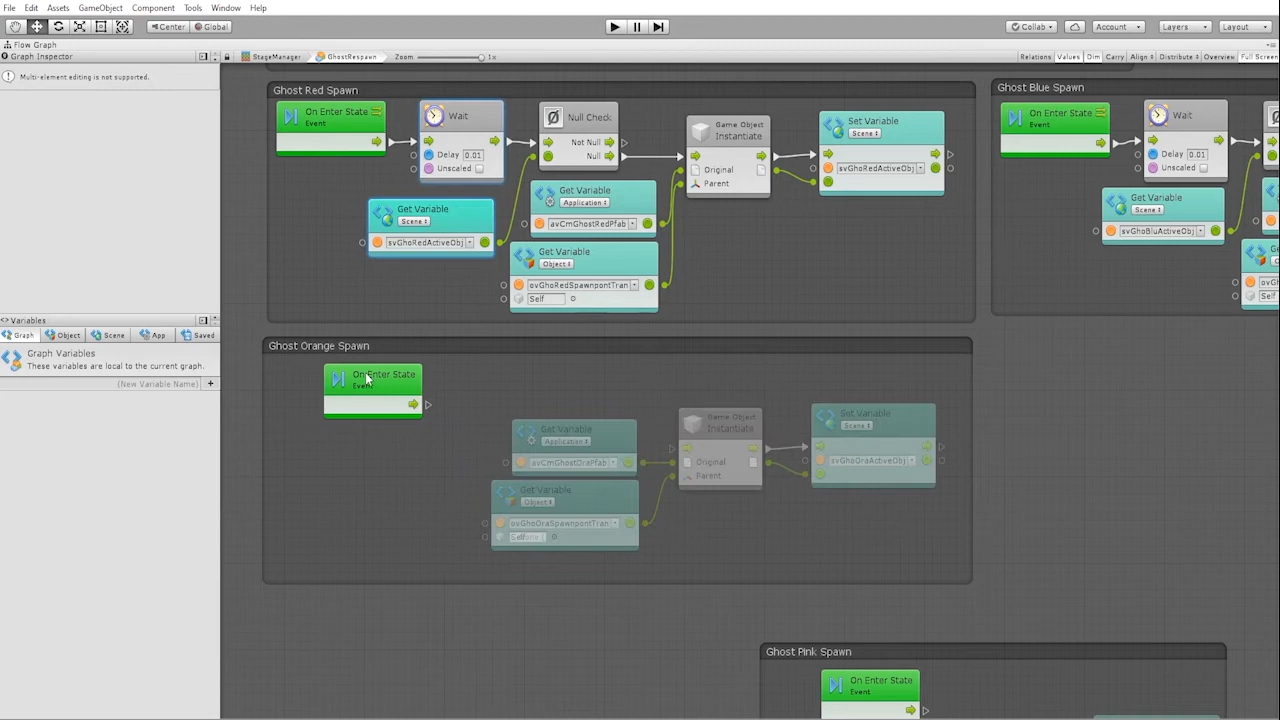 File Edit Assets GameObject Component Tools Window Help
Center Global Collab Account Layers Layout
Flow Graph
Graph Inspector
StageManager GhostRespawn Zoom 1x Relations Values Dim Carry Align Distribute Overview Full Screen
Multi-element editing is not supported.
Ghost Red Spawn
On Enter State
Event
Wait
Delay 0.01
Unscaled
Null Check
Not Null
Null
Game Object
Instantiate
Original
Parent
Set Variable
Scene
svGhoRedActiveObj
Get Variable
Scene
svGhoRedActiveObj
Get Variable
Application
avCmGhostRedPfab
Get Variable
Object
ovGhoRedSpawnpontTran
Self
Ghost Blue Spawn
On Enter State
Event
Wait
Delay 0.01
Unscaled
Get Variable
Scene
svGhoBluActiveObj
Variables
Graph Object Scene App Saved
Graph Variables
These variables are local to the current graph.
(New Variable Name) +
Ghost Orange Spawn
On Enter State
Event
Get Variable
Application
avCmGhostOraPfab
Get Variable
Object
ovGhoOraSpawnpontTran
Self
Game Object
Instantiate
Original
Parent
Set Variable
Scene
svGhoOraActiveObj
Ghost Pink Spawn
On Enter State
Event